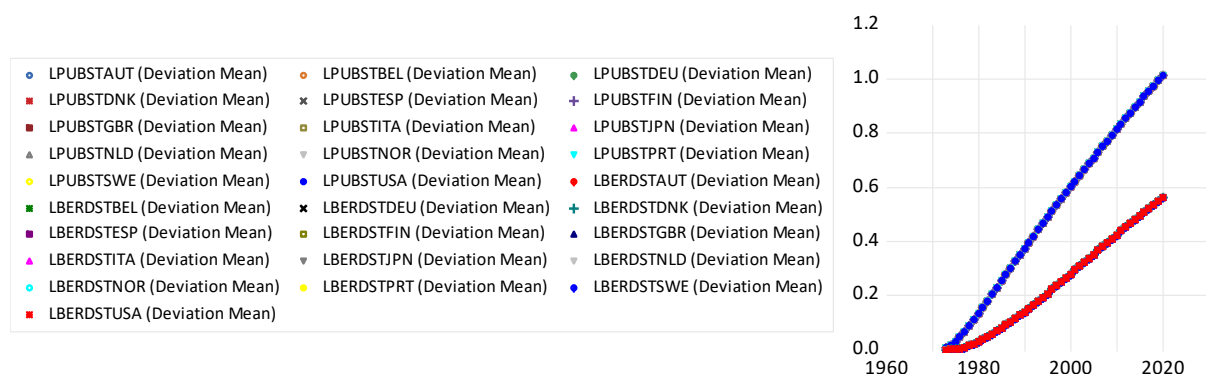 LPUBSTAUT (Deviation Mean) LPUBSTBEL (Deviation Mean) LPUBSTDEU (Deviation Mean)
LPUBSTDNK (Deviation Mean) LPUBSTESP (Deviation Mean) LPUBSTFIN (Deviation Mean)
LPUBSTGBR (Deviation Mean) LPUBSTITA (Deviation Mean) LPUBSTJPN (Deviation Mean)
LPUBSTNLD (Deviation Mean) LPUBSTNOR (Deviation Mean) LPUBSTPRT (Deviation Mean)
LPUBSTSWE (Deviation Mean) LPUBSTUSA (Deviation Mean) LBERDSTAUT (Deviation Mean)
LBERDSTBEL (Deviation Mean) LBERDSTDEU (Deviation Mean) LBERDSTDNK (Deviation Mean)
LBERDSTESP (Deviation Mean) LBERDSTFIN (Deviation Mean) LBERDSTGBR (Deviation Mean)
LBERDSTITA (Deviation Mean) LBERDSTJPN (Deviation Mean) LBERDSTNLD (Deviation Mean)
LBERDSTNOR (Deviation Mean) LBERDSTPRT (Deviation Mean) LBERDSTSWE (Deviation Mean)
LBERDSTUSA (Deviation Mean)
1.2
1.0
0.8
0.6
0.4
0.2
0.0
1960 1980 2000 2020